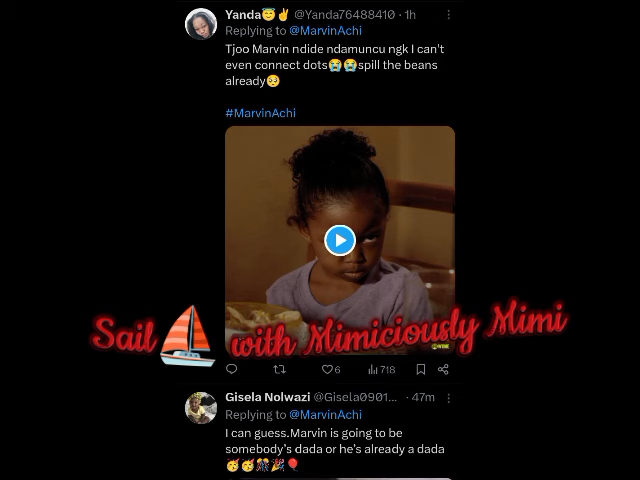 Yanda😇✌ @Yanda76488410 · 1h
Replying to @MarvinAchi
Tjoo Marvin ndide ndamuncu ngk I can't
even connect dots😭😭spill the beans
already🥺
#MarvinAchi
Sail ⛵ with Mimiciously Mimi
6 718
Gisela Nolwazi @Gisela0901... · 47m
Replying to @MarvinAchi
I can guess.Marvin is going to be
somebody's dada or he's already a dada
🥳🥳🎊🎉🎈